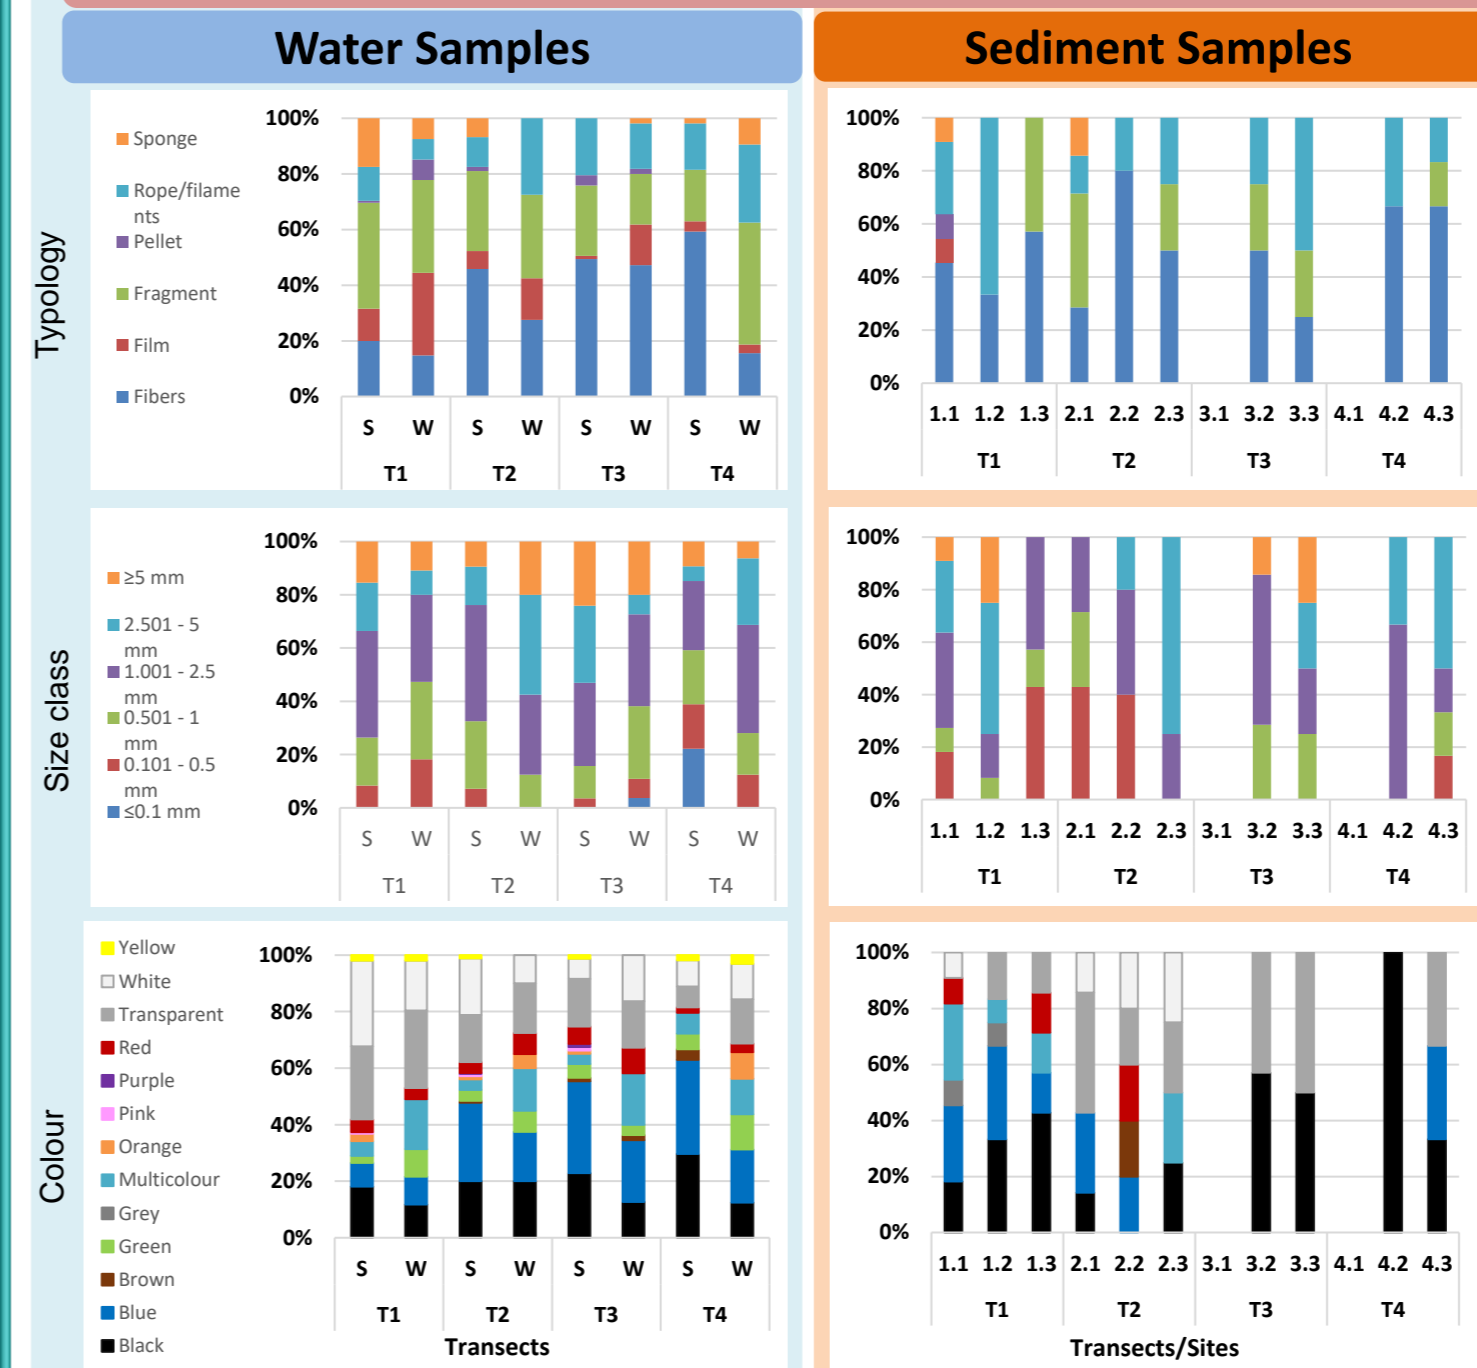 Water Samples
Sediment Samples
Typology
Sponge
Rope/filame
nts
Pellet
Fragment
Film
Fibers
100%
80%
60%
40%
20%
0%
S W S W S W S W
T1 T2 T3 T4
100%
80%
60%
40%
20%
0%
1.1 1.2 1.3 2.1 2.2 2.3 3.1 3.2 3.3 4.1 4.2 4.3
T1 T2 T3 T4
Size class
≥5 mm
2.501 - 5
mm
1.001 - 2.5
mm
0.501 - 1
mm
0.101 - 0.5
mm
≤0.1 mm
100%
80%
60%
40%
20%
0%
S W S W S W S W
T1 T2 T3 T4
100%
80%
60%
40%
20%
0%
1.1 1.2 1.3 2.1 2.2 2.3 3.1 3.2 3.3 4.1 4.2 4.3
T1 T2 T3 T4
Colour
Yellow
White
Transparent
Red
Purple
Pink
Orange
Multicolour
Grey
Green
Brown
Blue
Black
100%
80%
60%
40%
20%
0%
S W S W S W S W
T1 T2 T3 T4
Transects
100%
80%
60%
40%
20%
0%
1.1 1.2 1.3 2.1 2.2 2.3 3.1 3.2 3.3 4.1 4.2 4.3
T1 T2 T3 T4
Transects/Sites